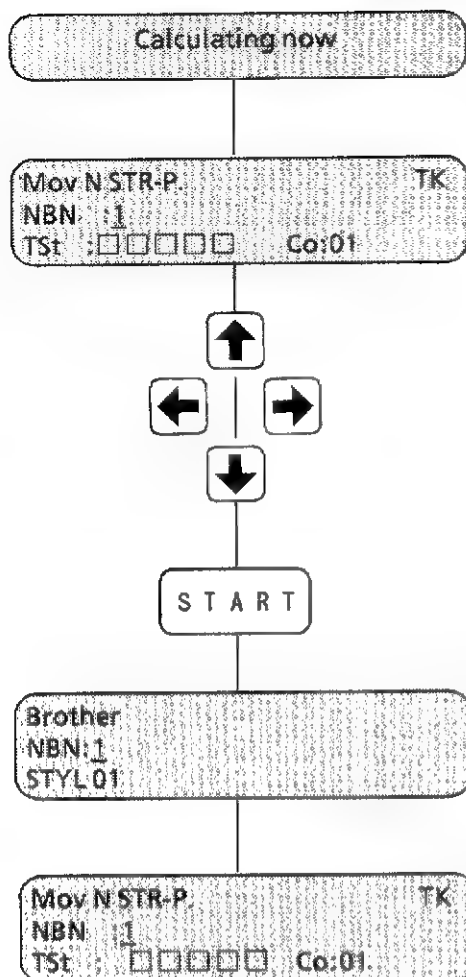 Calculating now
Mov N STR-P. TK
NBN :1
TSt :□□□□□ Co:01
START
Brother
NBN:1
STYL 01
Mov N STR-P. TK
NBN :1
TSt : □□□□□ Co:01